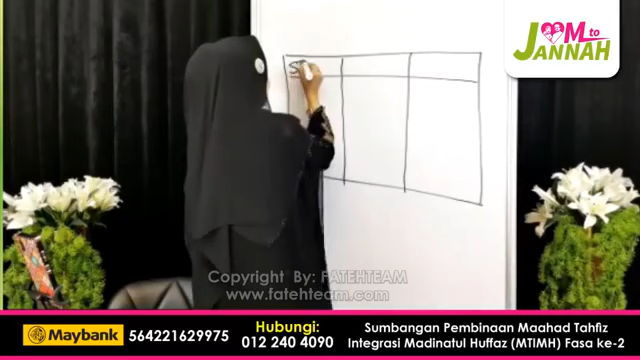 JOM to
JANNAH
Copyright By: FATEHTEAM
www.fatehteam.com
Maybank
564221629975
Hubungi:
012 240 4090
Sumbangan Pembinaan Maahad Tahfiz
Integrasi Madinatul Huffaz (MTIMH) Fasa ke-2